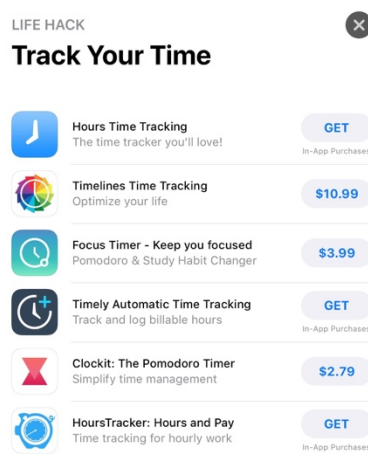 LIFE HACK
Track Your Time
Hours Time Tracking
The time tracker you'll love!
GET
In-App Purchases
Timelines Time Tracking
Optimize your life
$10.99
Focus Timer - Keep you focused
Pomodoro & Study Habit Changer
$3.99
Timely Automatic Time Tracking
Track and log billable hours
GET
In-App Purchases
Clockit: The Pomodoro Timer
Simplify time management
$2.79
HoursTracker: Hours and Pay
Time tracking for hourly work
GET
In-App Purchases